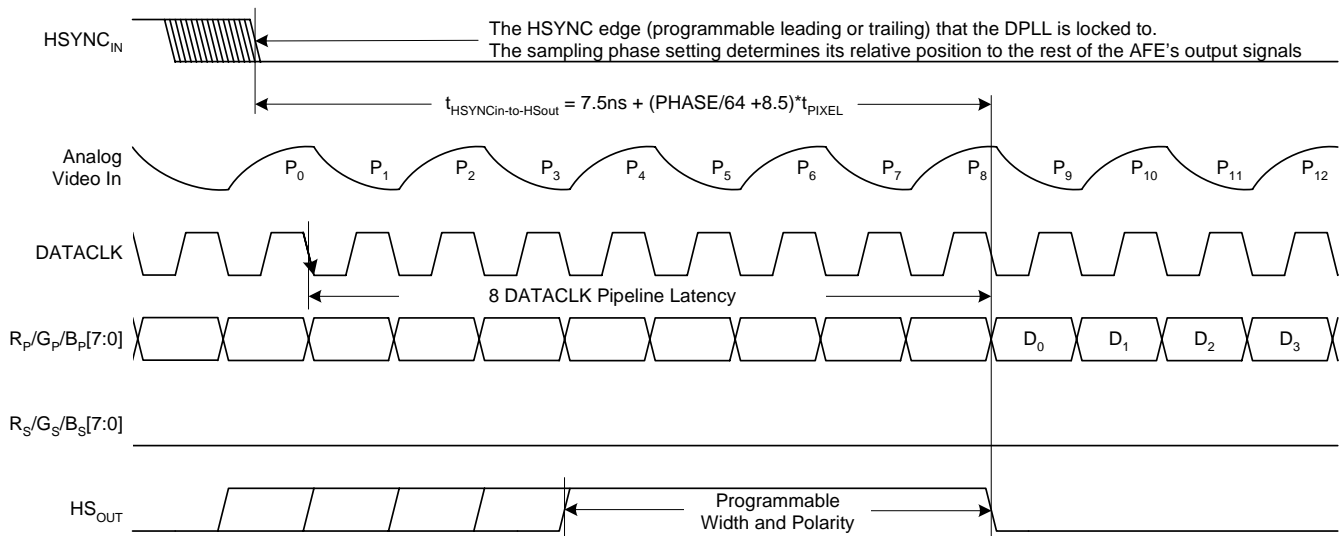 HSYNCIN
The HSYNC edge (programmable leading or trailing) that the DPLL is locked to.
The sampling phase setting determines its relative position to the rest of the AFE's output signals
tHSYNCin-to-HSout = 7.5ns + (PHASE/64 +8.5)*tPIXEL
Analog
Video In
P0 P1 P2 P3 P4 P5 P6 P7 P8 P9 P10 P11 P12
DATACLK
8 DATACLK Pipeline Latency
RP/GP/BP[7:0]
D0 D1 D2 D3
RS/GS/BS[7:0]
HSOUT
Programmable
Width and Polarity